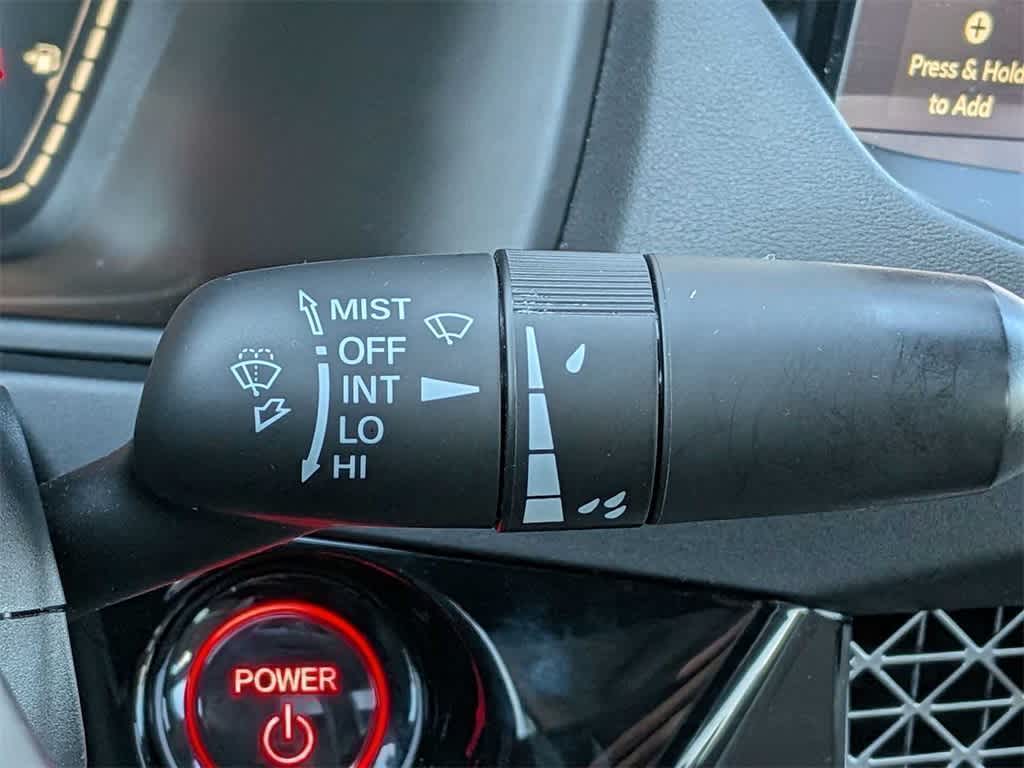 Press & Hold
to Add
MIST
OFF
INT
LO
HI
POWER